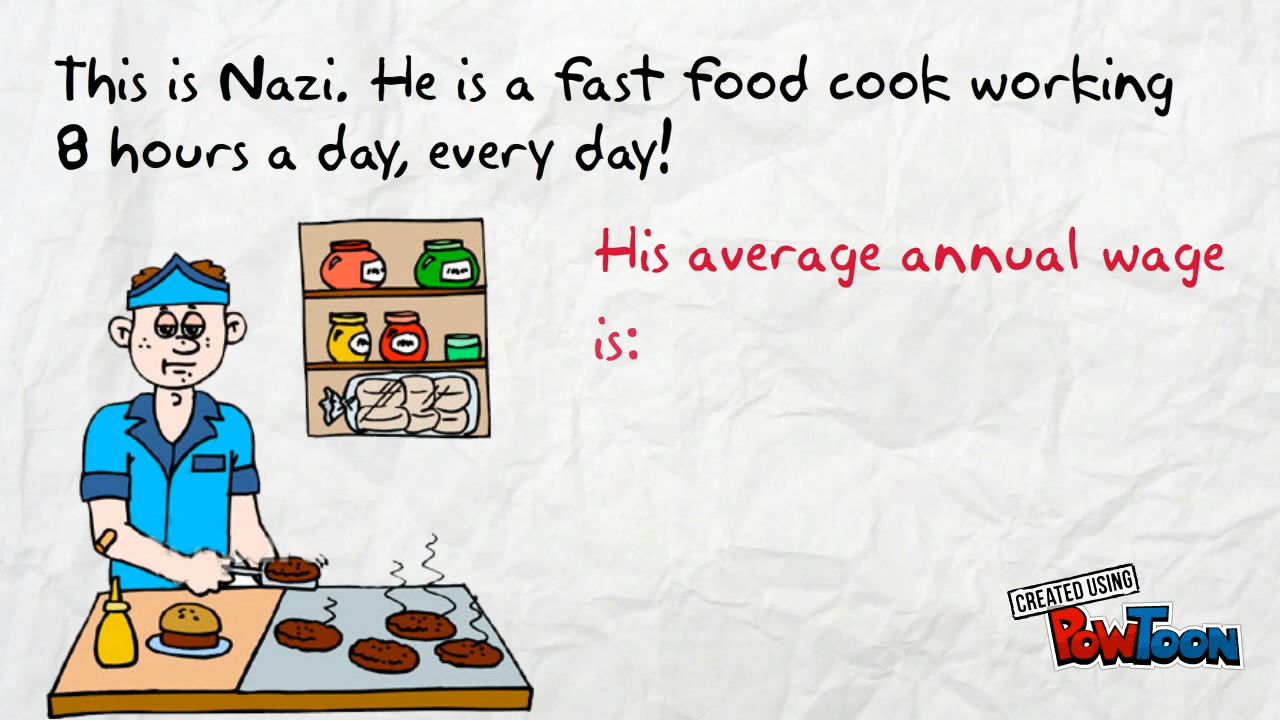 This is Nazi. He is a fast food cook working
8 hours a day, every day!
His average annual wage
is:
CREATED USING
POWTOON